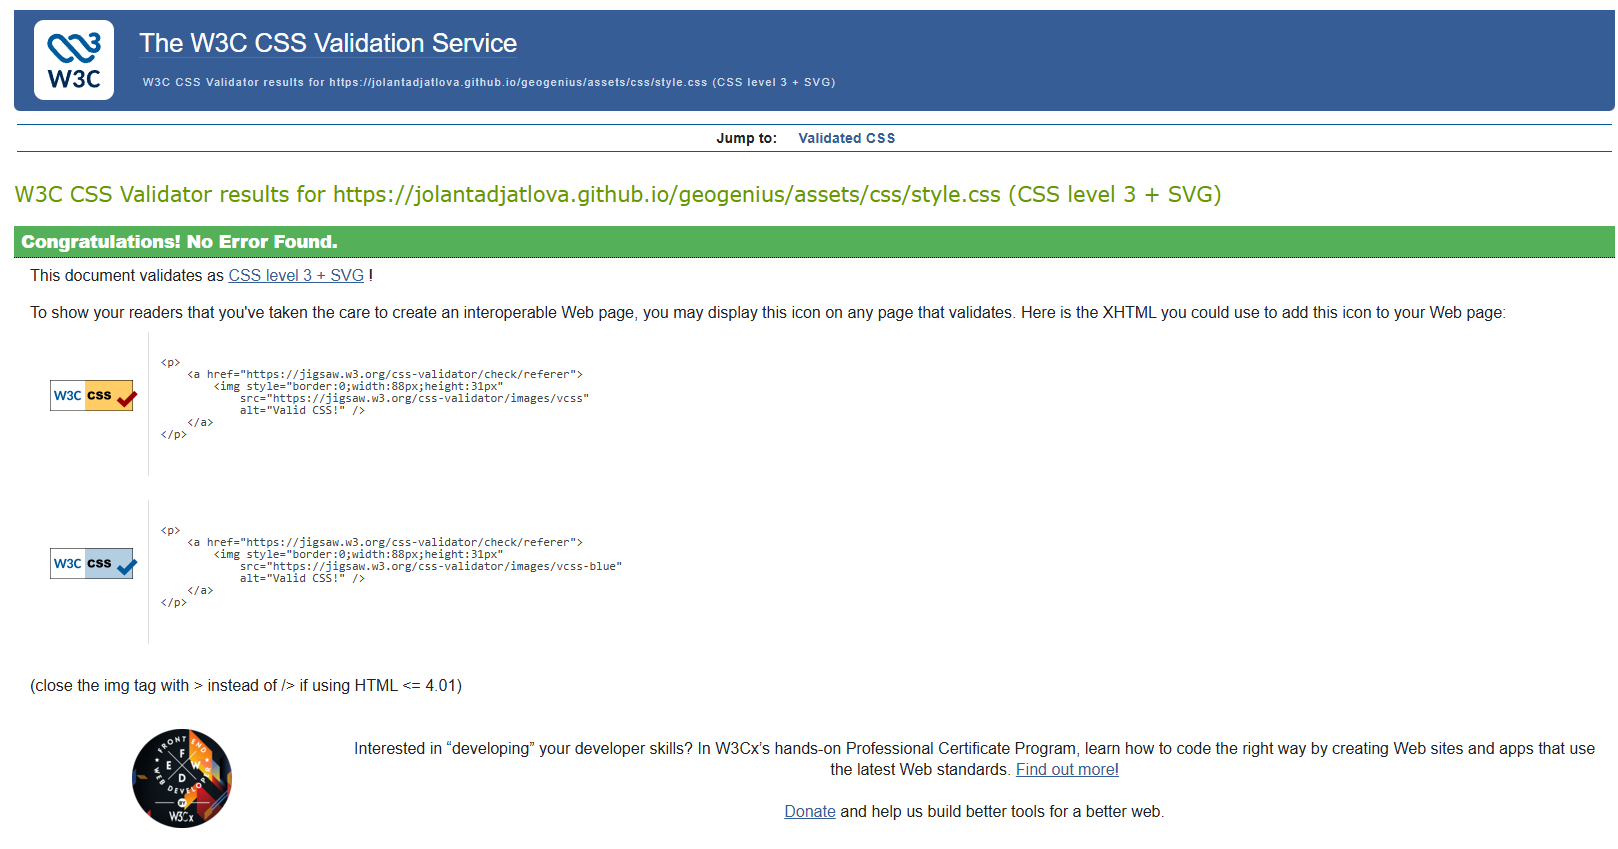 W3C
The W3C CSS Validation Service
W3C CSS Validator results for https://jolantadjatlova.github.io/geogenius/assets/css/style.css (CSS level 3 + SVG)
Jump to: Validated CSS
W3C CSS Validator results for https://jolantadjatlova.github.io/geogenius/assets/css/style.css (CSS level 3 + SVG)
Congratulations! No Error Found.
This document validates as CSS level 3 + SVG !
To show your readers that you've taken the care to create an interoperable Web page, you may display this icon on any page that validates. Here is the XHTML you could use to add this icon to your Web page:
W3C css
<p>
<a href="https://jigsaw.w3.org/css-validator/check/referer">
<img style="border:0;width:88px;height:31px"
src="https://jigsaw.w3.org/css-validator/images/vcss"
alt="Valid CSS!" />
</a>
</p>
W3C css
<p>
<a href="https://jigsaw.w3.org/css-validator/check/referer">
<img style="border:0;width:88px;height:31px"
src="https://jigsaw.w3.org/css-validator/images/vcss-blue"
alt="Valid CSS!" />
</a>
</p>
(close the img tag with > instead of /> if using HTML <= 4.01)
FRONT END
F
E W
D
WEB DEVELOPER
BY
W3Cx
Interested in “developing” your developer skills? In W3Cx’s hands-on Professional Certificate Program, learn how to code the right way by creating Web sites and apps that use
the latest Web standards. Find out more!
Donate and help us build better tools for a better web.